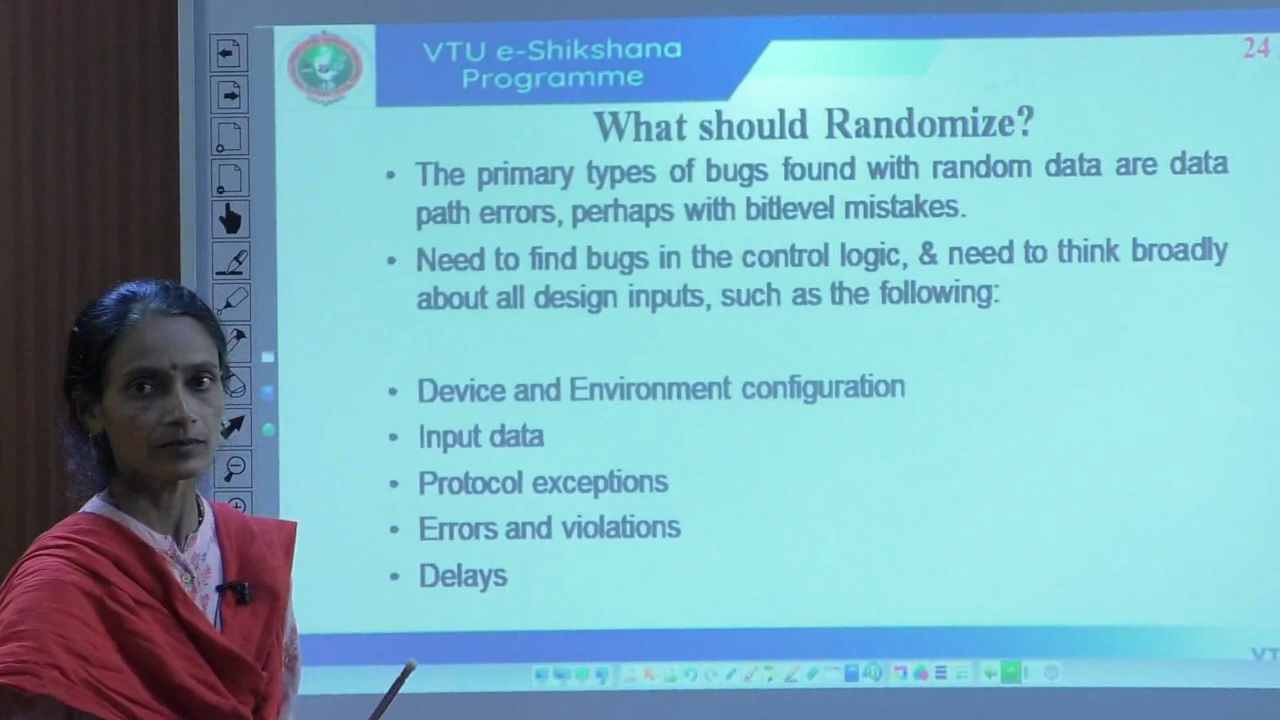 VTU e-Shikshana
Programme
24
What should Randomize?
• The primary types of bugs found with random data are data
path errors, perhaps with bitlevel mistakes.
• Need to find bugs in the control logic, & need to think broadly
about all design inputs, such as the following:
• Device and Environment configuration
• Input data
• Protocol exceptions
• Errors and violations
• Delays
VT